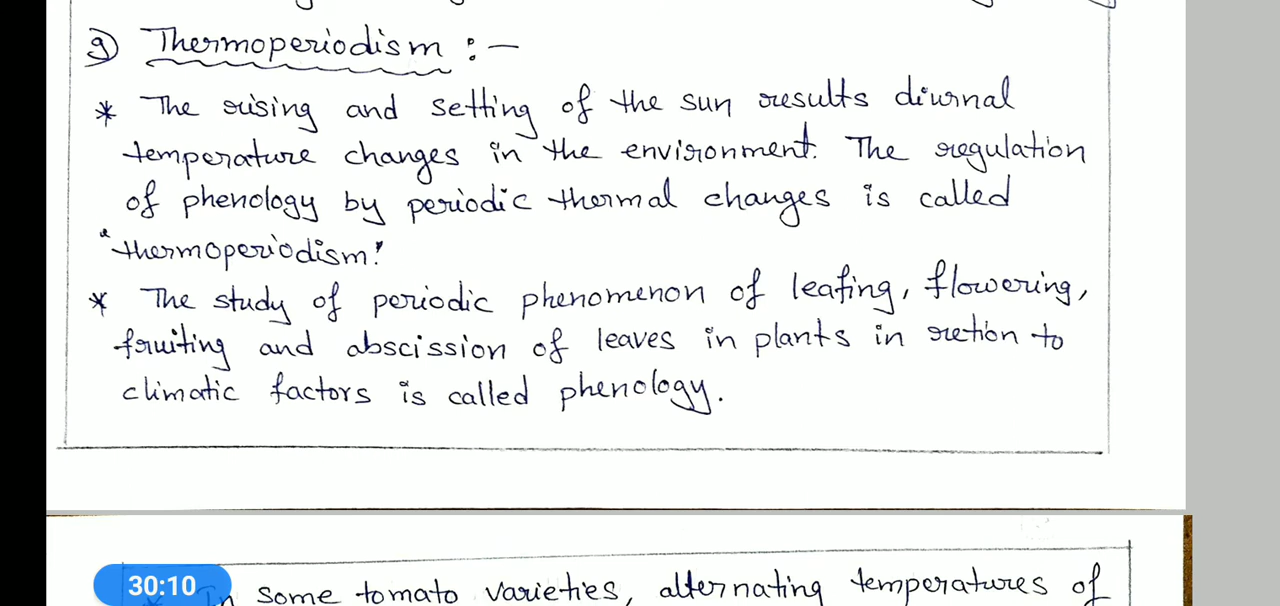 g) Thermoperiodism :-
* The rising and setting of the sun results diurnal
temperature changes in the environment. The regulation
of phenology by periodic thermal changes is called
"thermoperiodism."
* The study of periodic phenomenon of leafing, flowering,
fruiting and abscission of leaves in plants in retion to
climatic factors is called phenology.
30:10
In some tomato varieties, alternating temperatures of